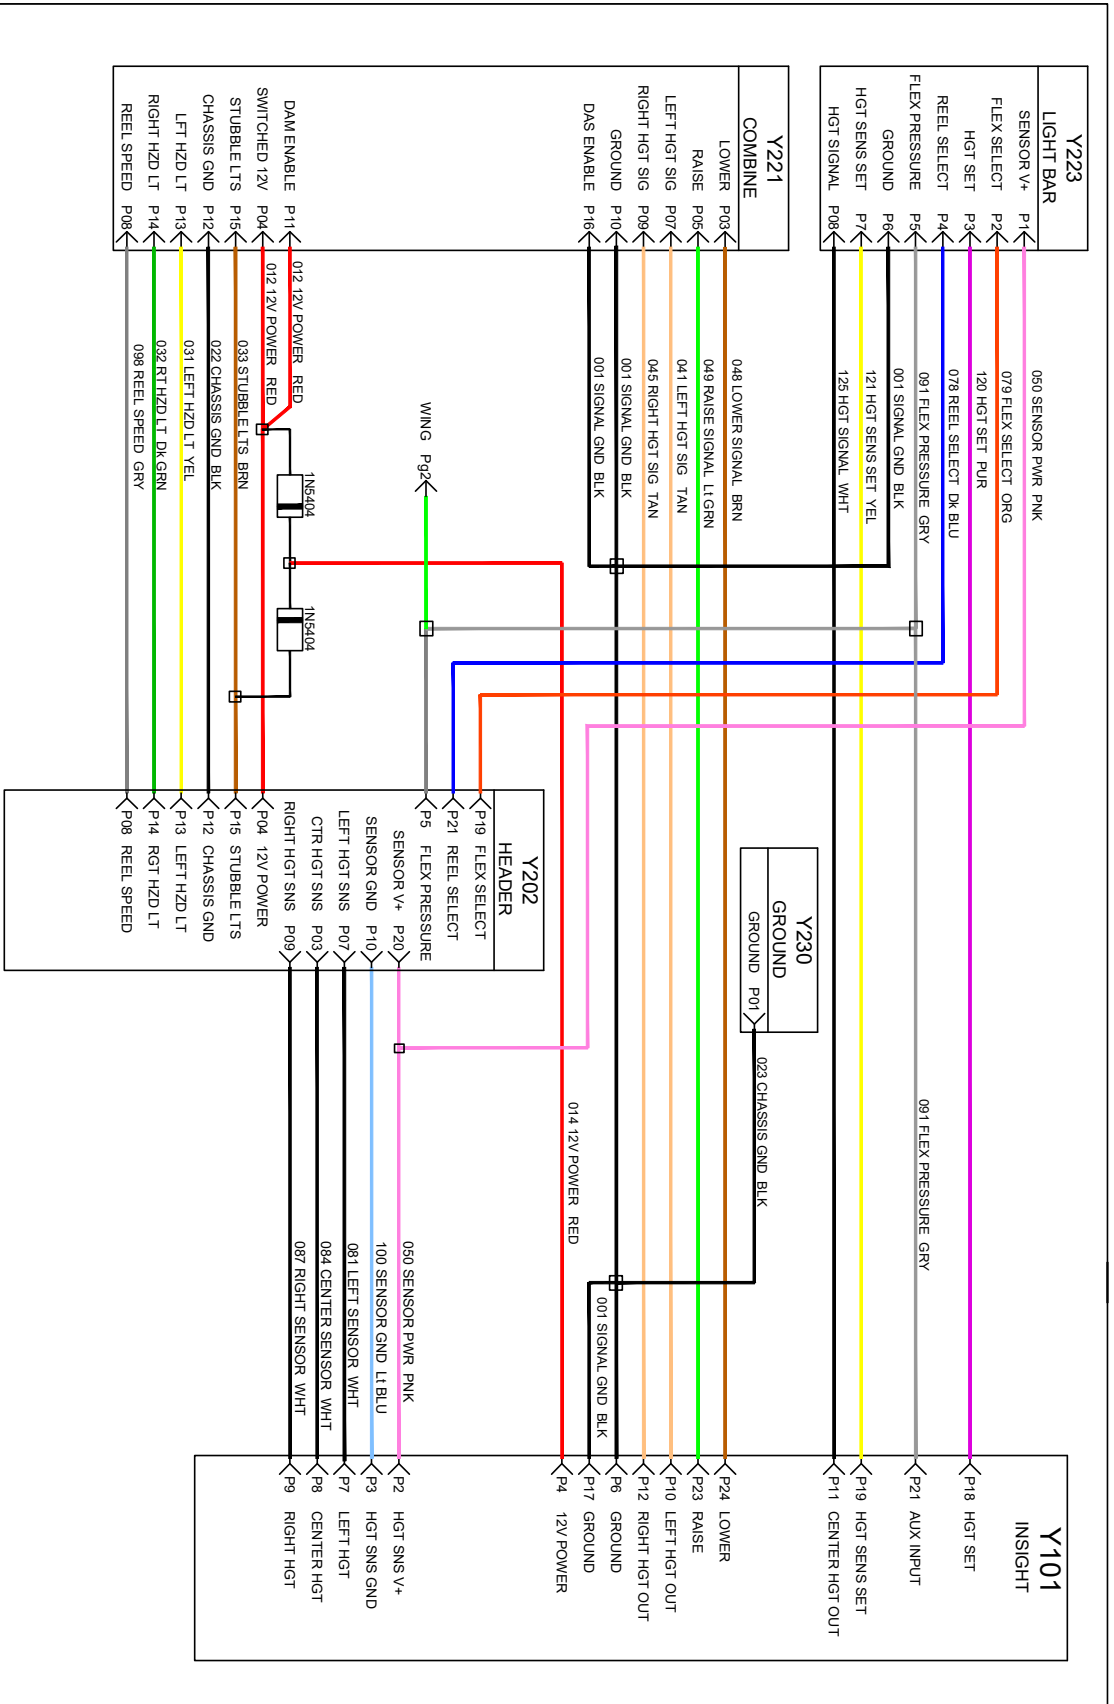 Y223
LIGHT BAR
SENSOR V+ P1
FLEX SELECT P2
HGT SET P3
REEL SELECT P4
FLEX PRESSURE P5
GROUND P6
HGT SENS SET P7
HGT SIGNAL P08
050 SENSOR PWR PNK
079 FLEX SELECT ORG
120 HGT SET PUR
078 REEL SELECT Dk BLU
091 FLEX PRESSURE GRY
001 SIGNAL GND BLK
121 HGT SENS SET YEL
125 HGT SIGNAL WHT
Y221
COMBINE
LOWER P03
RAISE P05
LEFT HGT SIG P07
RIGHT HGT SIG P09
GROUND P10
DAS ENABLE P16
048 LOWER SIGNAL BRN
049 RAISE SIGNAL Lt GRN
041 LEFT HGT SIG TAN
045 RIGHT HGT SIG TAN
001 SIGNAL GND BLK
001 SIGNAL GND BLK
DAM ENABLE P11
SWITCHED 12V P04
STUBBLE LTS P15
CHASSIS GND P12
LFT HZD LT P13
RIGHT HZD LT P14
REEL SPEED P08
012 12V POWER RED
012 12V POWER RED
033 STUBBLE LTS BRN
022 CHASSIS GND BLK
031 LEFT HZD LT YEL
032 RT HZD LT Dk GRN
098 REEL SPEED GRY
WING Pg2
1N5404
1N5404
Y230
GROUND
GROUND P01
023 CHASSIS GND BLK
Y202
HEADER
P19 FLEX SELECT
P21 REEL SELECT
P5 FLEX PRESSURE
SENSOR V+ P20
SENSOR GND P10
LEFT HGT SNS P07
CTR HGT SNS P03
RIGHT HGT SNS P09
P04 12V POWER
P15 STUBBLE LTS
P12 CHASSIS GND
P13 LEFT HZD LT
P14 RGT HZD LT
P08 REEL SPEED
091 FLEX PRESSURE GRY
014 12V POWER RED
001 SIGNAL GND BLK
050 SENSOR PWR PNK
100 SENSOR GND Lt BLU
081 LEFT SENSOR WHT
084 CENTER SENSOR WHT
087 RIGHT SENSOR WHT
Y101
INSIGHT
P18 HGT SET
P21 AUX INPUT
P19 HGT SENS SET
P11 CENTER HGT OUT
P24 LOWER
P23 RAISE
P10 LEFT HGT OUT
P12 RIGHT HGT OUT
P6 GROUND
P17 GROUND
P4 12V POWER
P2 HGT SNS V+
P3 HGT SNS GND
P7 LEFT HGT
P8 CENTER HGT
P9 RIGHT HGT